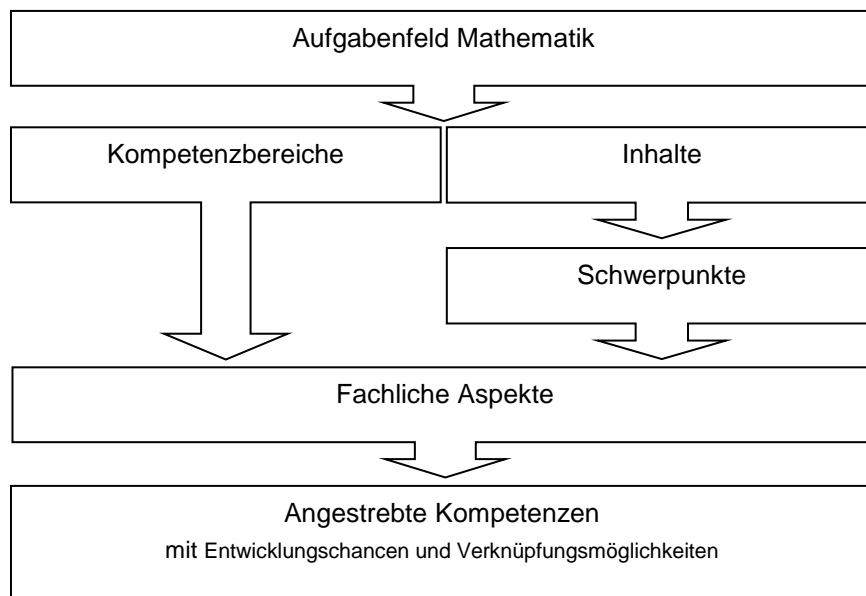 Aufgabenfeld Mathematik
Kompetenzbereiche
Inhalte
Schwerpunkte
Fachliche Aspekte
Angestrebte Kompetenzen
mit Entwicklungschancen und Verknüpfungsmöglichkeiten